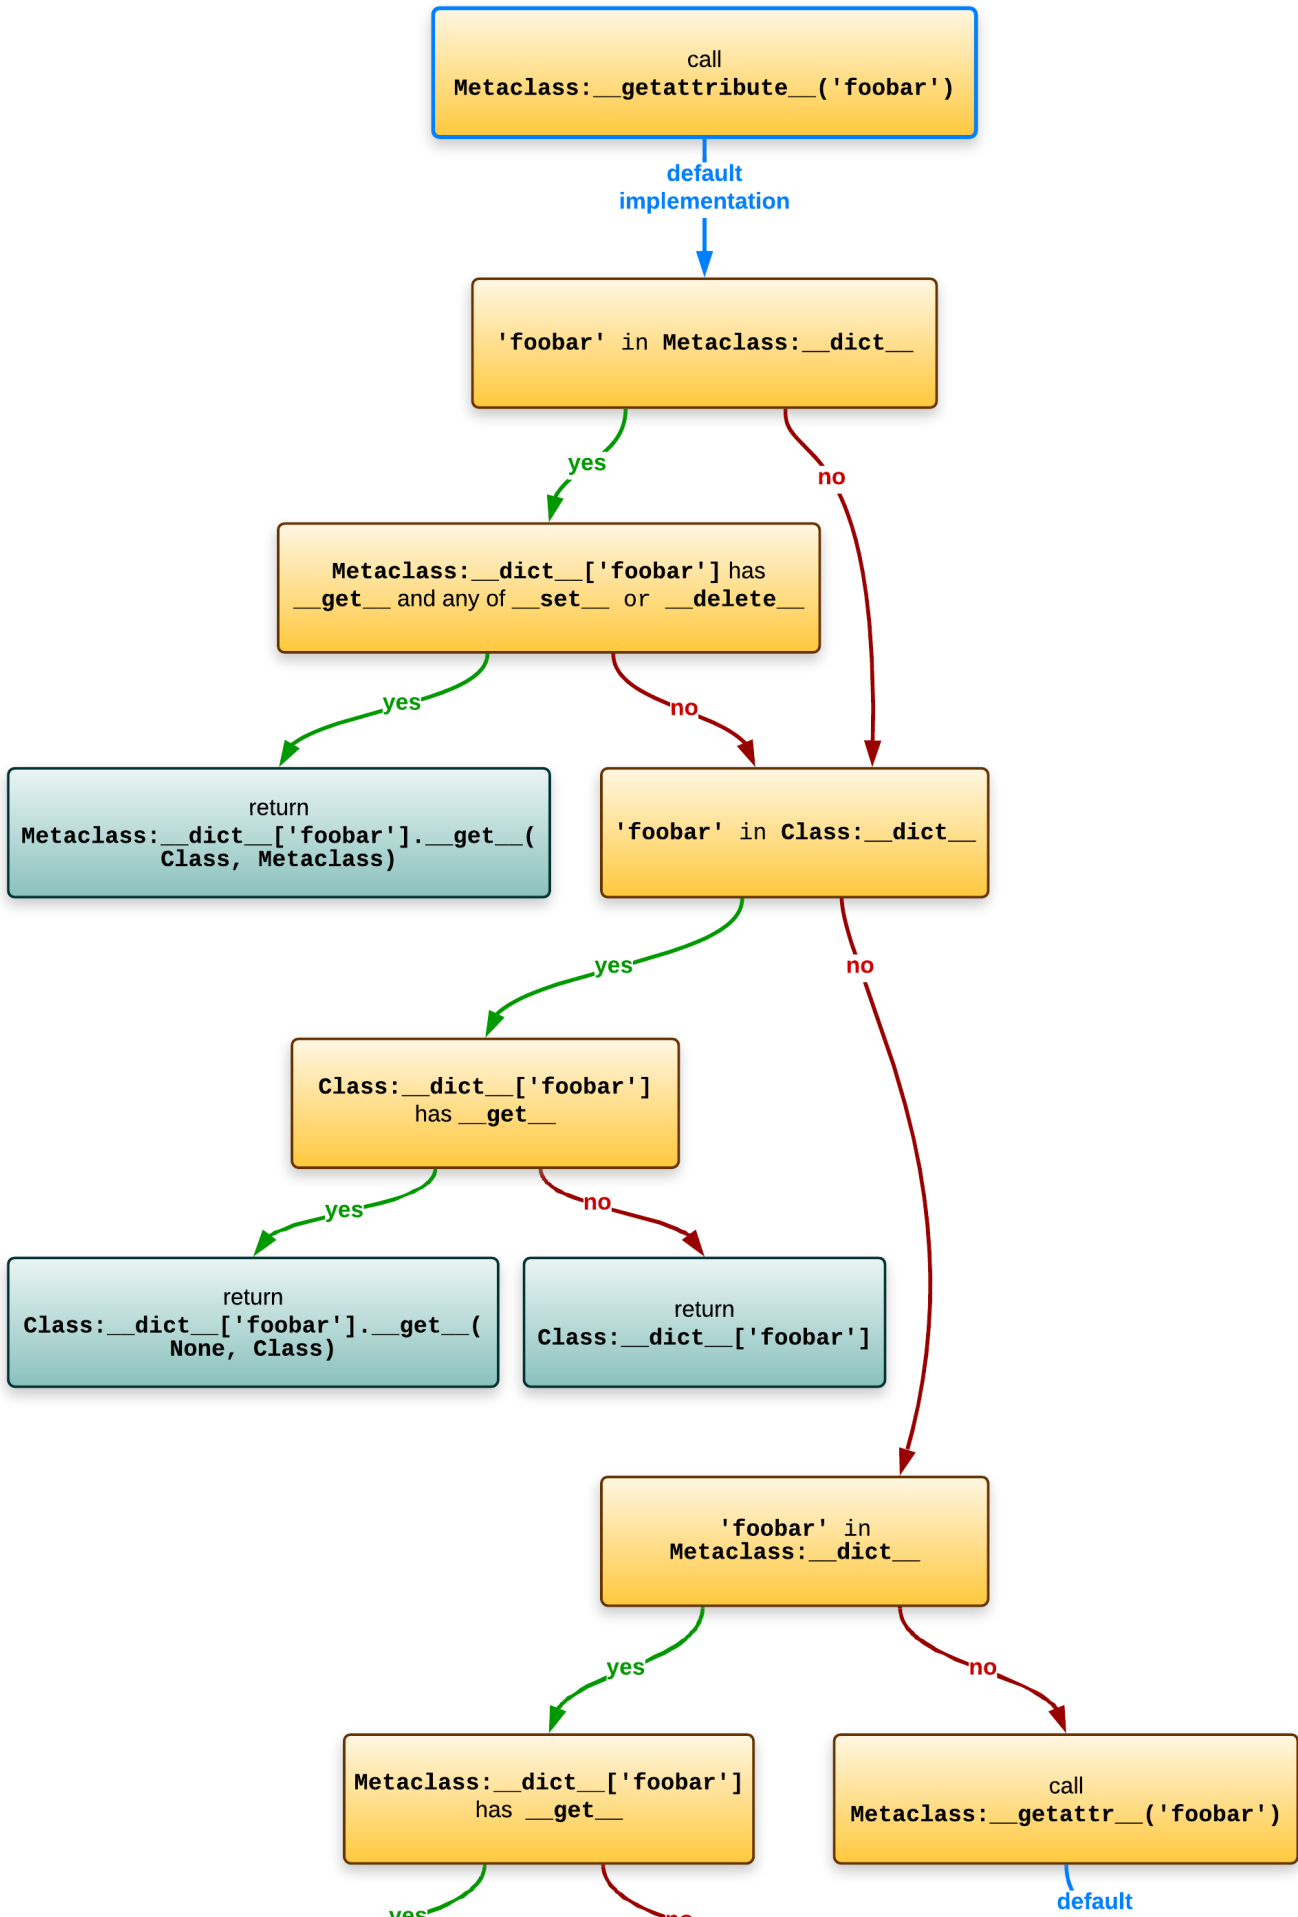 call
Metaclass:__getattribute__('foobar')
default
implementation
'foobar' in Metaclass:__dict__
yes
no
Metaclass:__dict__['foobar'] has
__get__ and any of __set__ or __delete__
yes
no
return
Metaclass:__dict__['foobar'].__get__(
Class, Metaclass)
'foobar' in Class:__dict__
yes
no
Class:__dict__['foobar']
has __get__
yes
no
return
Class:__dict__['foobar'].__get__(
None, Class)
return
Class:__dict__['foobar']
'foobar' in
Metaclass:__dict__
yes
no
Metaclass:__dict__['foobar']
has __get__
call
Metaclass:__getattr__('foobar')
yes
no
default